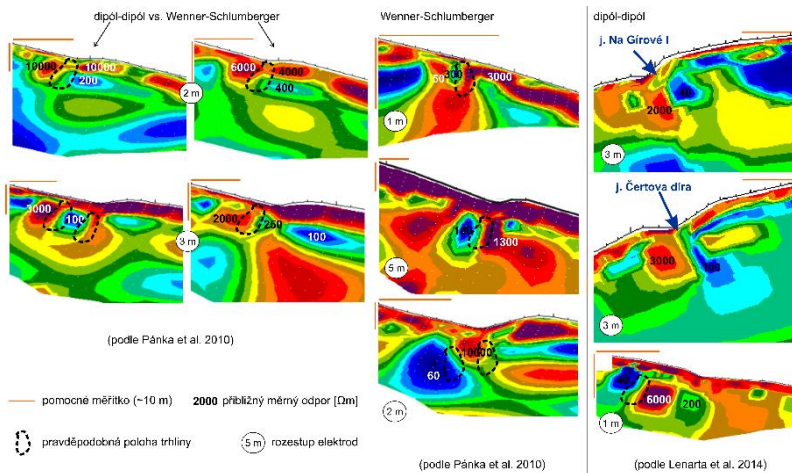 dipól-dipól vs. Wenner-Schlumberger
Wenner-Schlumberger
dipól-dipól
10000
10000
200
2 m
6000
4000
400
50
300
3000
1 m
j. Na Gírové I
2000
40
3 m
3000
100
3 m
2000
250
100
1300
5 m
j. Čertova díra
3000
100
3 m
(podle Pánka et al. 2010)
60
10000
2 m
40
6000
200
1 m
pomocné měřítko (~10 m)
2000 přibližný měrný odpor [Ωm]
pravděpodobná poloha trhliny
5 m rozestup elektrod
(podle Pánka et al. 2010)
(podle Lenarta et al. 2014)